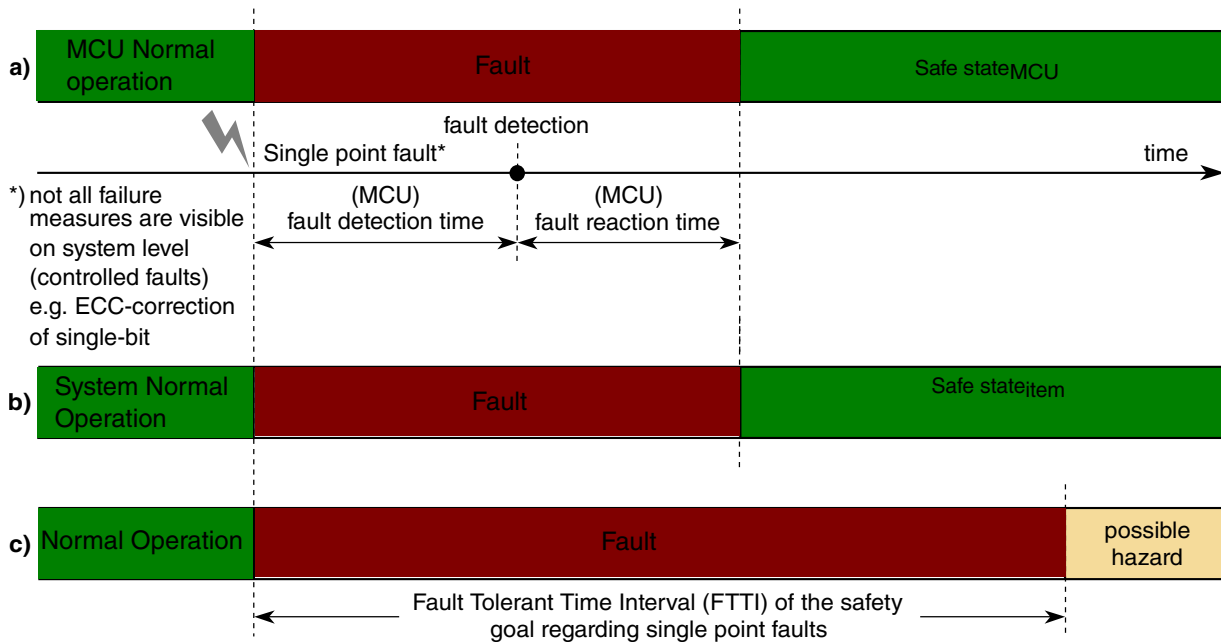 a)
MCU Normal
operation
Fault
Safe stateMCU
fault detection
Single point fault*
time
*) not all failure
measures are visible
on system level
(controlled faults)
e.g. ECC-correction
of single-bit
(MCU)
fault detection time
(MCU)
fault reaction time
b)
System Normal
Operation
Fault
Safe stateitem
c)
Normal Operation
Fault
possible
hazard
Fault Tolerant Time Interval (FTTI) of the safety
goal regarding single point faults